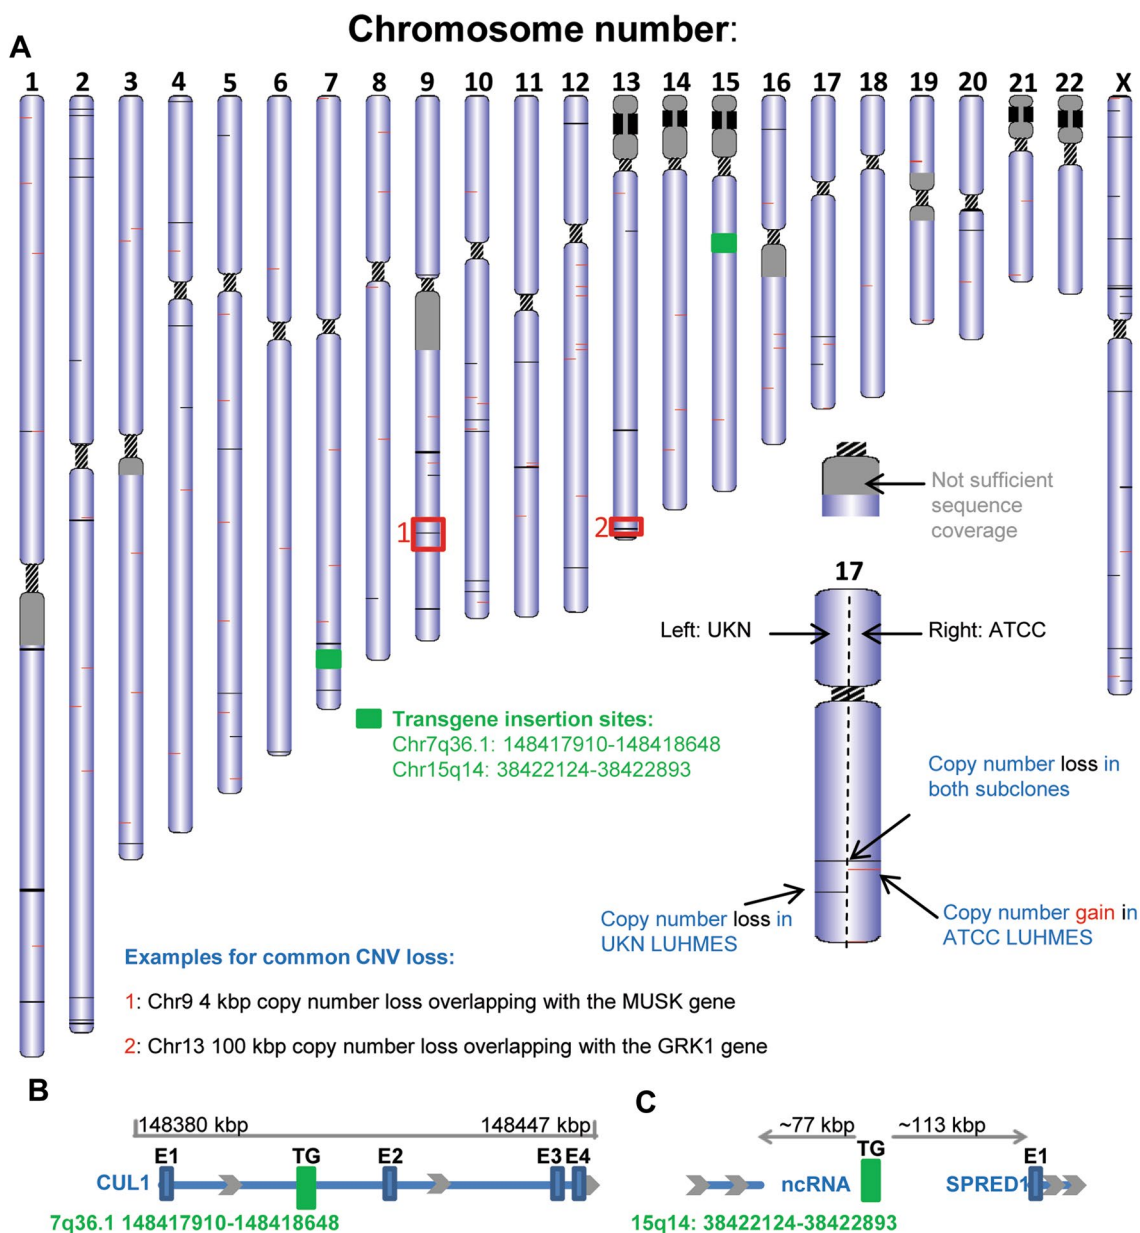 Chromosome number:
A
1 2 3 4 5 6 7 8 9 10 11 12 13 14 15 16 17 18 19 20 21 22 X
1
2
Not sufficient
sequence
coverage
17
Left: UKN
Right: ATCC
Transgene insertion sites:
Chr7q36.1: 148417910-148418648
Chr15q14: 38422124-38422893
Copy number loss in
both subclones
Copy number loss in
UKN LUHMES
Copy number gain in
ATCC LUHMES
Examples for common CNV loss:
1: Chr9 4 kbp copy number loss overlapping with the MUSK gene
2: Chr13 100 kbp copy number loss overlapping with the GRK1 gene
B
148380 kbp 148447 kbp
E1 TG E2 E3 E4
CUL1
7q36.1 148417910-148418648
C
~77 kbp ~113 kbp
TG E1
ncRNA SPRED1
15q14: 38422124-38422893